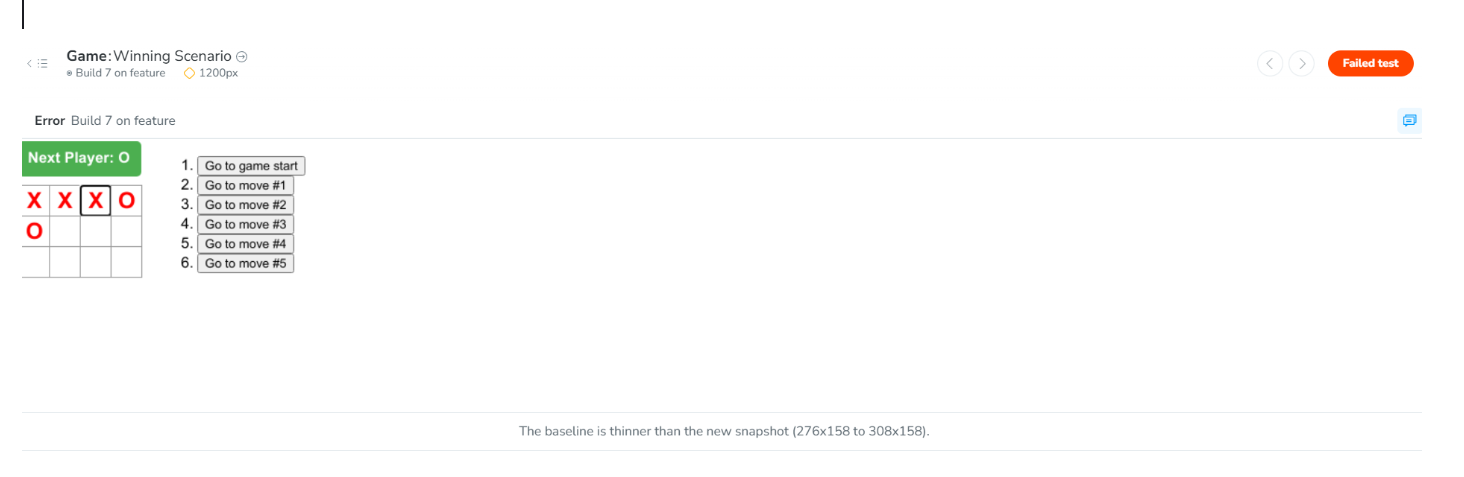 Game: Winning Scenario
Build 7 on feature 1200px
Failed test
Error Build 7 on feature
Next Player: O
X X X O
O
1. Go to game start
2. Go to move #1
3. Go to move #2
4. Go to move #3
5. Go to move #4
6. Go to move #5
The baseline is thinner than the new snapshot (276x158 to 308x158).